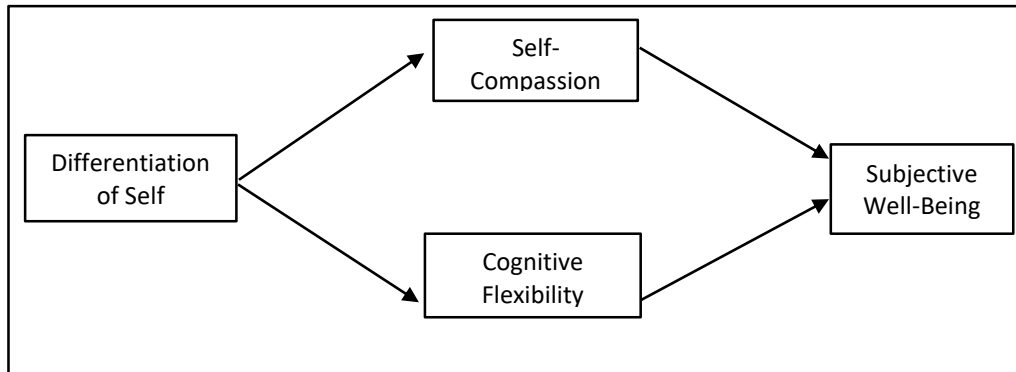 Self-
Compassion
Differentiation
of Self
Subjective
Well-Being
Cognitive
Flexibility